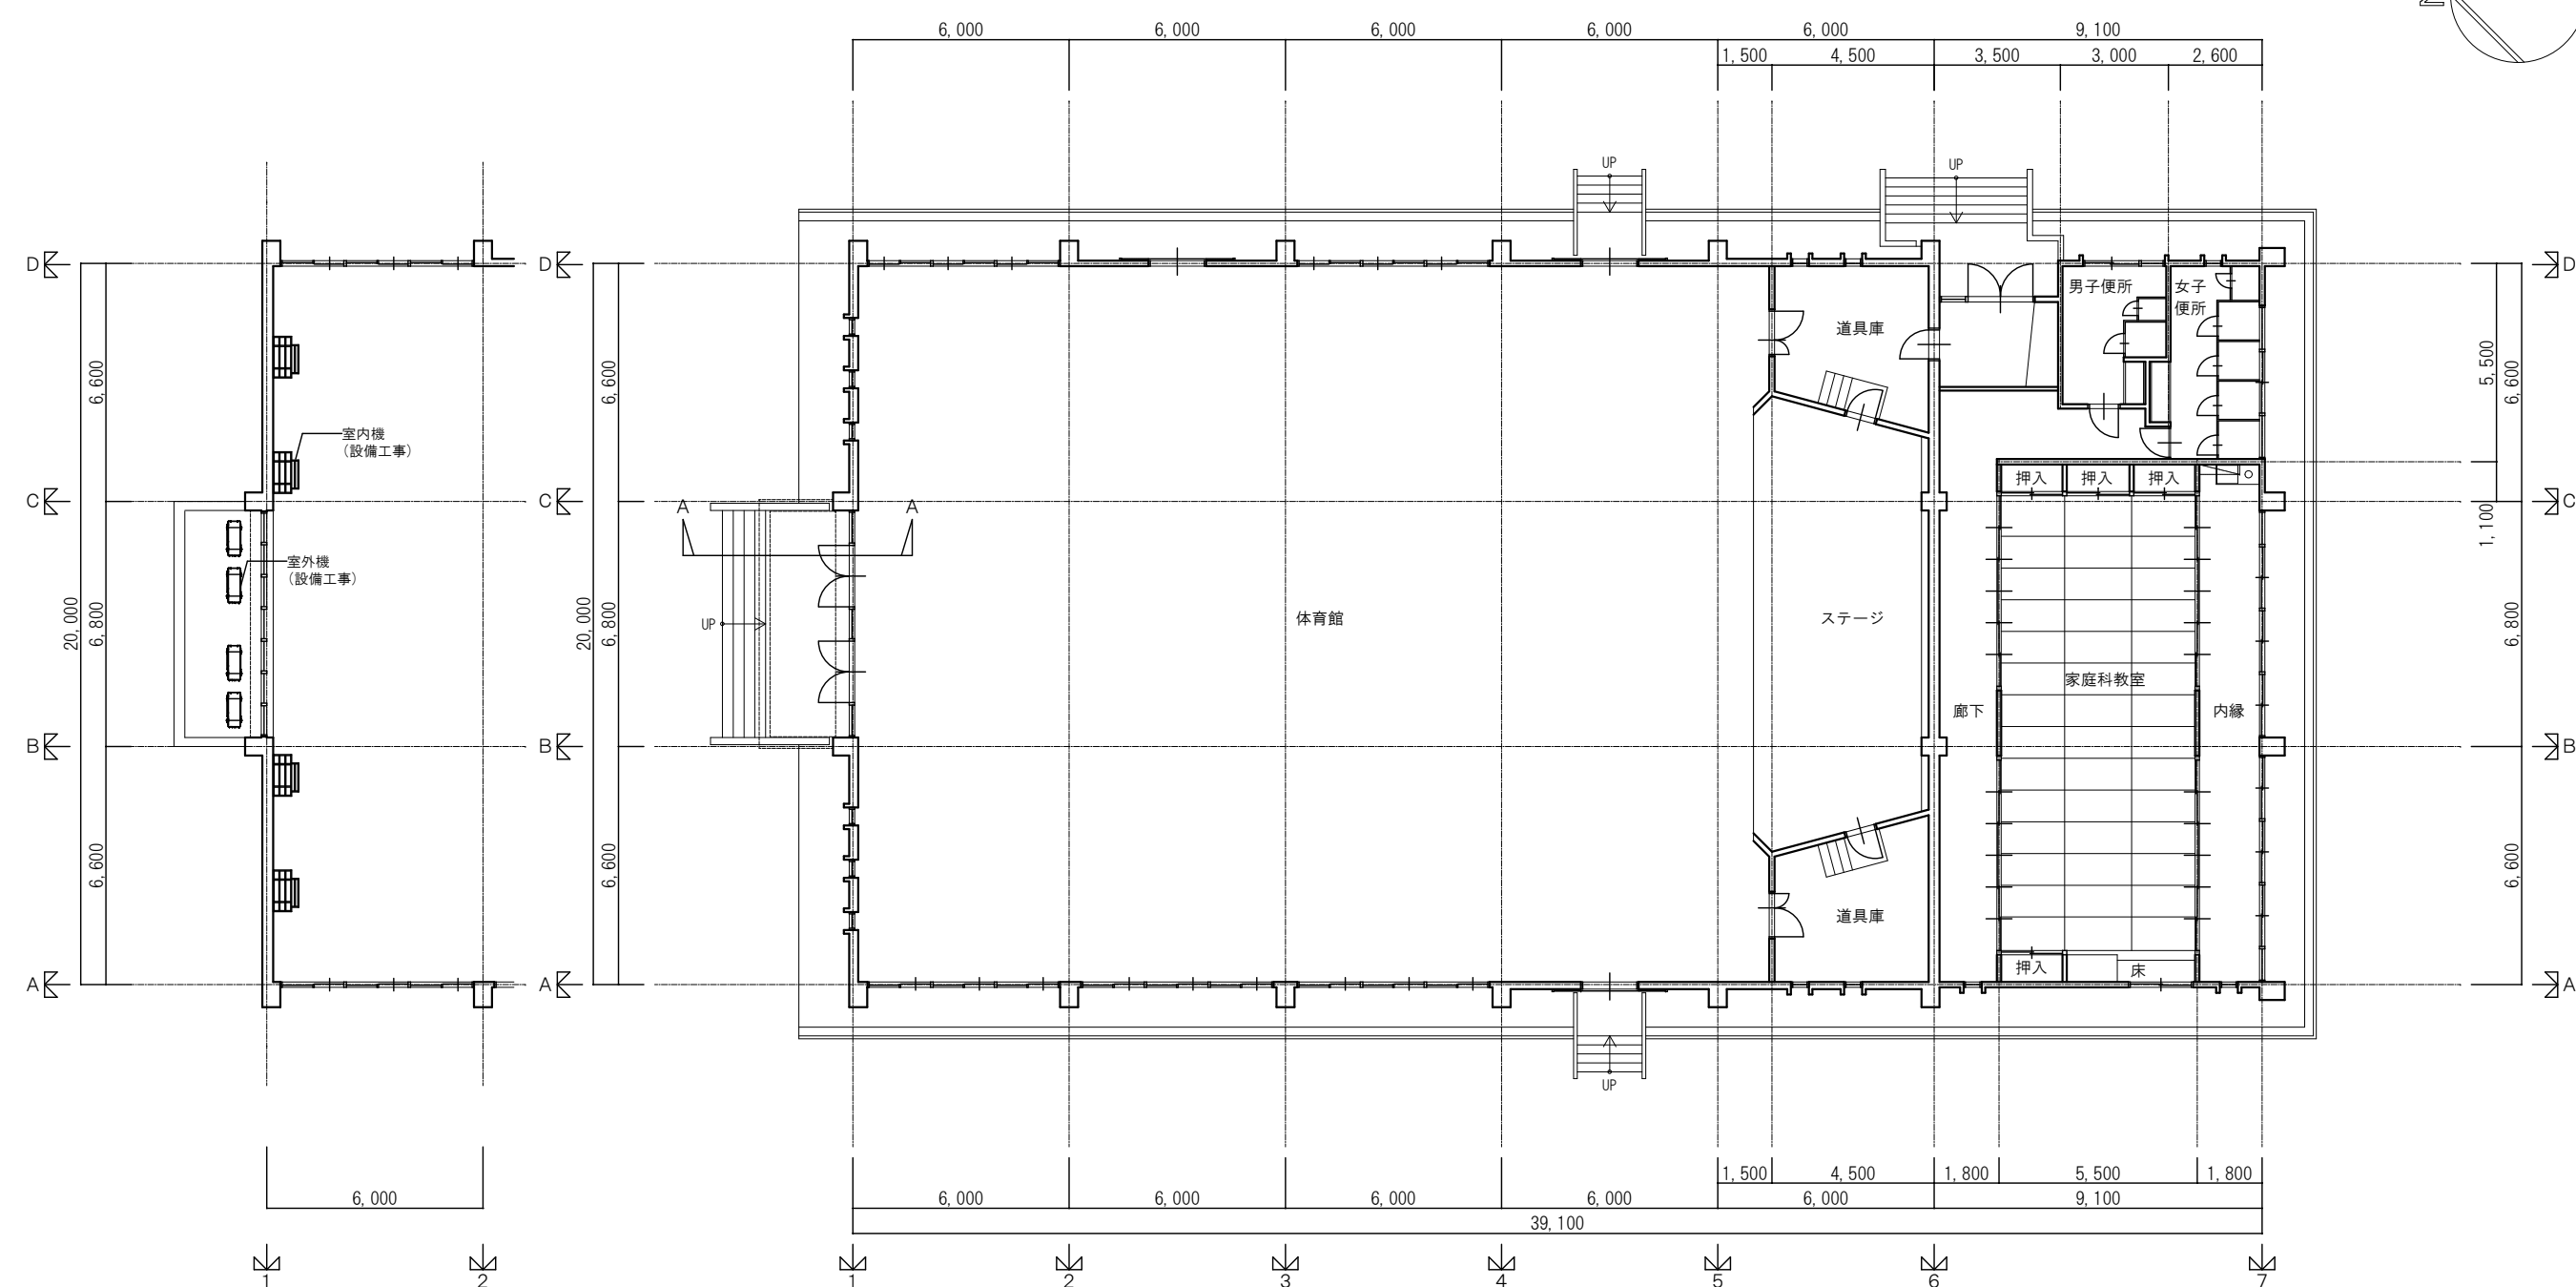 6,000 6,000 6,000 6,000 6,000 9,100
1,500 4,500 3,500 3,000 2,600
UP
UP
D
D
D
男子便所
女子
便所
道具庫
6,600
6,600
5,500
6,600
室内機
(設備工事)
押入 押入 押入
C
C
C
A
A
1,100
室外機
(設備工事)
20,000
6,800
20,000
6,800
UP
体育館
ステージ
6,800
家庭科教室
廊下
内縁
B
B
B
6,600
6,600
6,600
道具庫
押入
床
A
A
A
UP
1,500 4,500 1,800 5,500 1,800
6,000
6,000 6,000 6,000 6,000 6,000 9,100
39,100
1 2 1 2 3 4 5 6 7